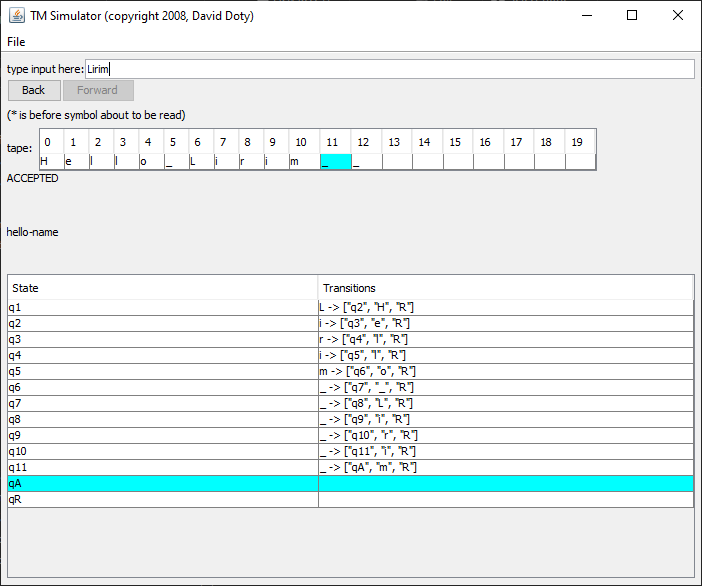 TM Simulator (copyright 2008, David Doty)
File
type input here: Lirim
Back Forward
(* is before symbol about to be read)
tape: 0 1 2 3 4 5 6 7 8 9 10 11 12 13 14 15 16 17 18 19
H e l l o _ L i r i m _ _
ACCEPTED
hello-name
State Transitions
q1 L -> ["q2", "H", "R"]
q2 i -> ["q3", "e", "R"]
q3 r -> ["q4", "l", "R"]
q4 i -> ["q5", "l", "R"]
q5 m -> ["q6", "o", "R"]
q6 _ -> ["q7", "_", "R"]
q7 _ -> ["q8", "L", "R"]
q8 _ -> ["q9", "i", "R"]
q9 _ -> ["q10", "r", "R"]
q10 _ -> ["q11", "i", "R"]
q11 _ -> ["qA", "m", "R"]
qA
qR